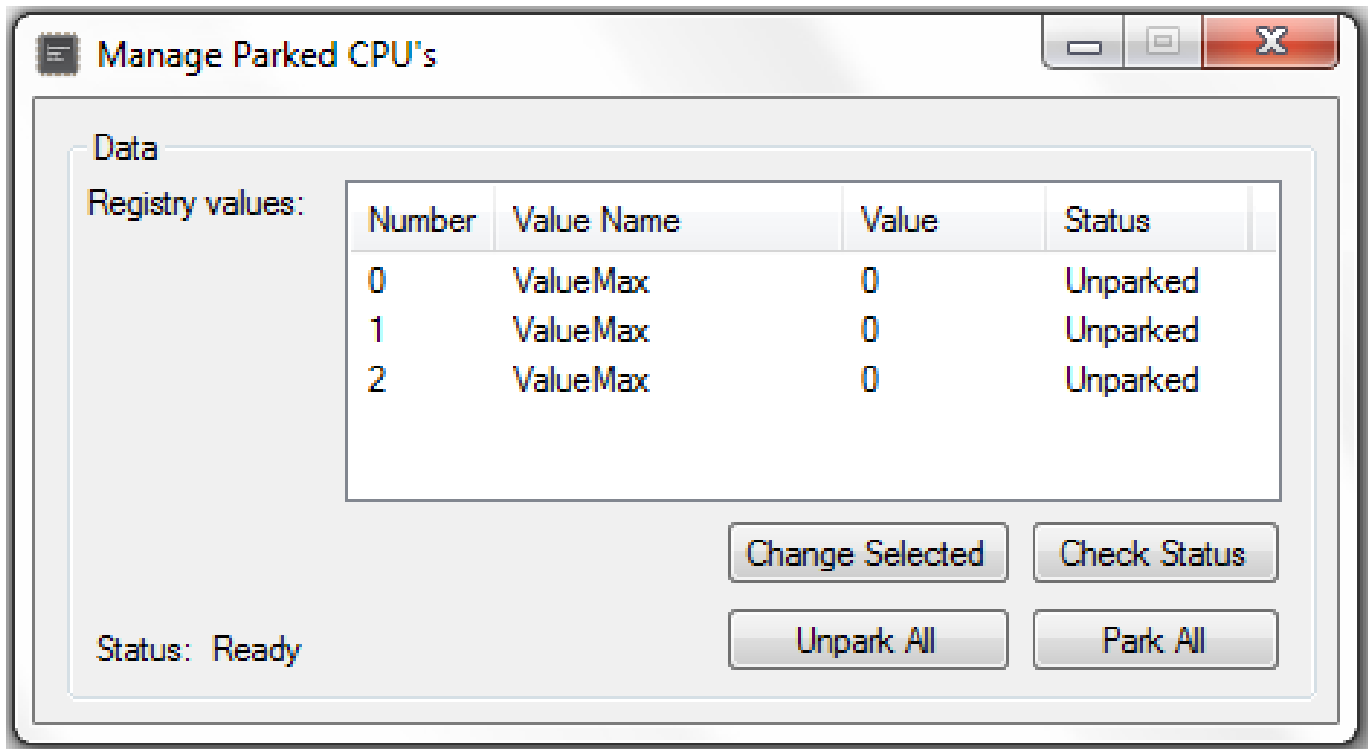 Manage Parked CPU's
Data
Registry values:
Number Value Name Value Status
0 ValueMax 0 Unparked
1 ValueMax 0 Unparked
2 ValueMax 0 Unparked
Change Selected Check Status
Status: Ready Unpark All Park All